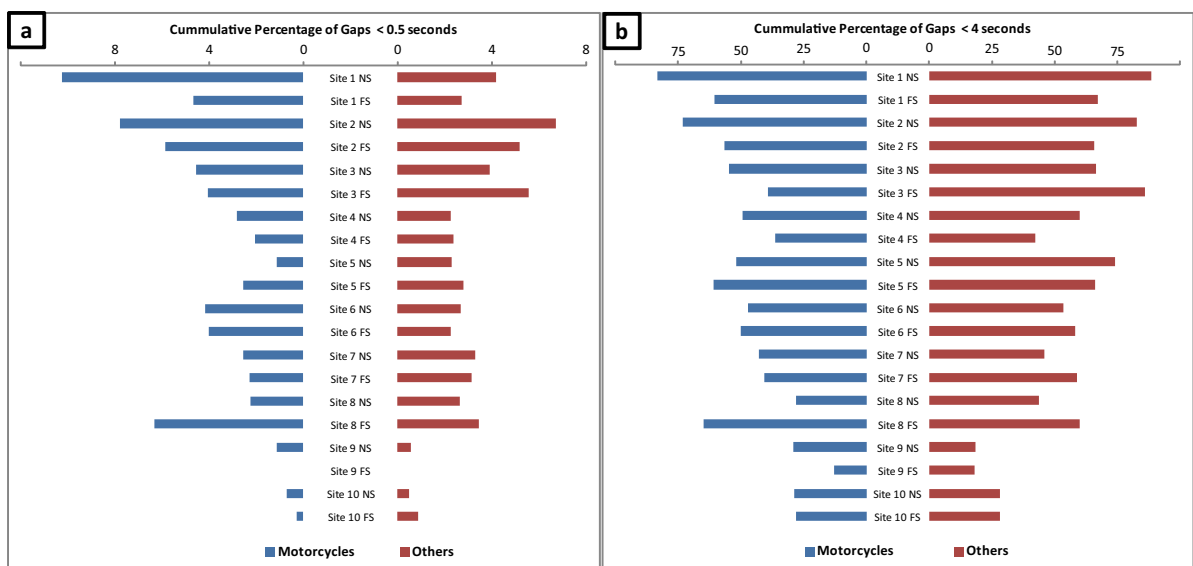 a
Cummulative Percentage of Gaps < 0.5 seconds
8 4 0 0 4 8
Site 1 NS
Site 1 FS
Site 2 NS
Site 2 FS
Site 3 NS
Site 3 FS
Site 4 NS
Site 4 FS
Site 5 NS
Site 5 FS
Site 6 NS
Site 6 FS
Site 7 NS
Site 7 FS
Site 8 NS
Site 8 FS
Site 9 NS
Site 9 FS
Site 10 NS
Site 10 FS
Motorcycles Others
b
Cummulative Percentage of Gaps < 4 seconds
75 50 25 0 0 25 50 75
Site 1 NS
Site 1 FS
Site 2 NS
Site 2 FS
Site 3 NS
Site 3 FS
Site 4 NS
Site 4 FS
Site 5 NS
Site 5 FS
Site 6 NS
Site 6 FS
Site 7 NS
Site 7 FS
Site 8 NS
Site 8 FS
Site 9 NS
Site 9 FS
Site 10 NS
Site 10 FS
Motorcycles Others